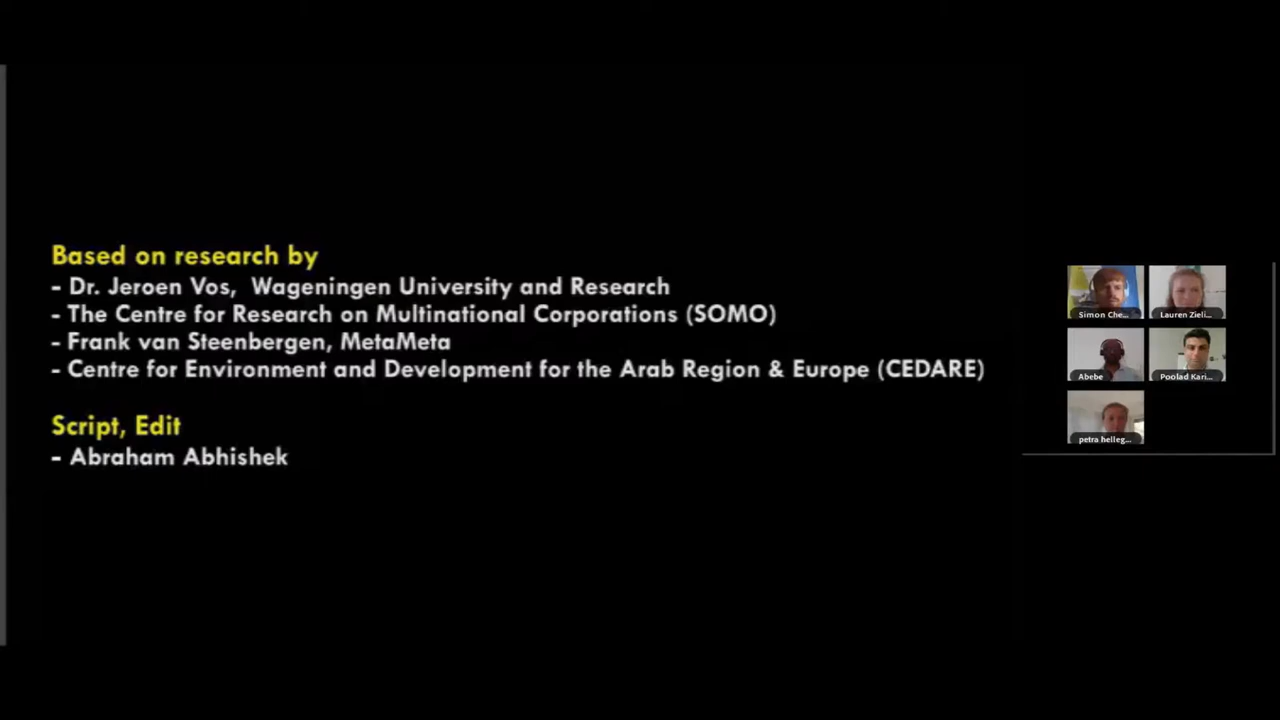 Based on research by
- Dr. Jeroen Vos, Wageningen University and Research
- The Centre for Research on Multinational Corporations (SOMO)
- Frank van Steenbergen, MetaMeta
- Centre for Environment and Development for the Arab Region & Europe (CEDARE)
Script, Edit
- Abraham Abhishek
Simon Che...
Lauren Zieli...
Abebe
Poolad Kari...
petra helleg...